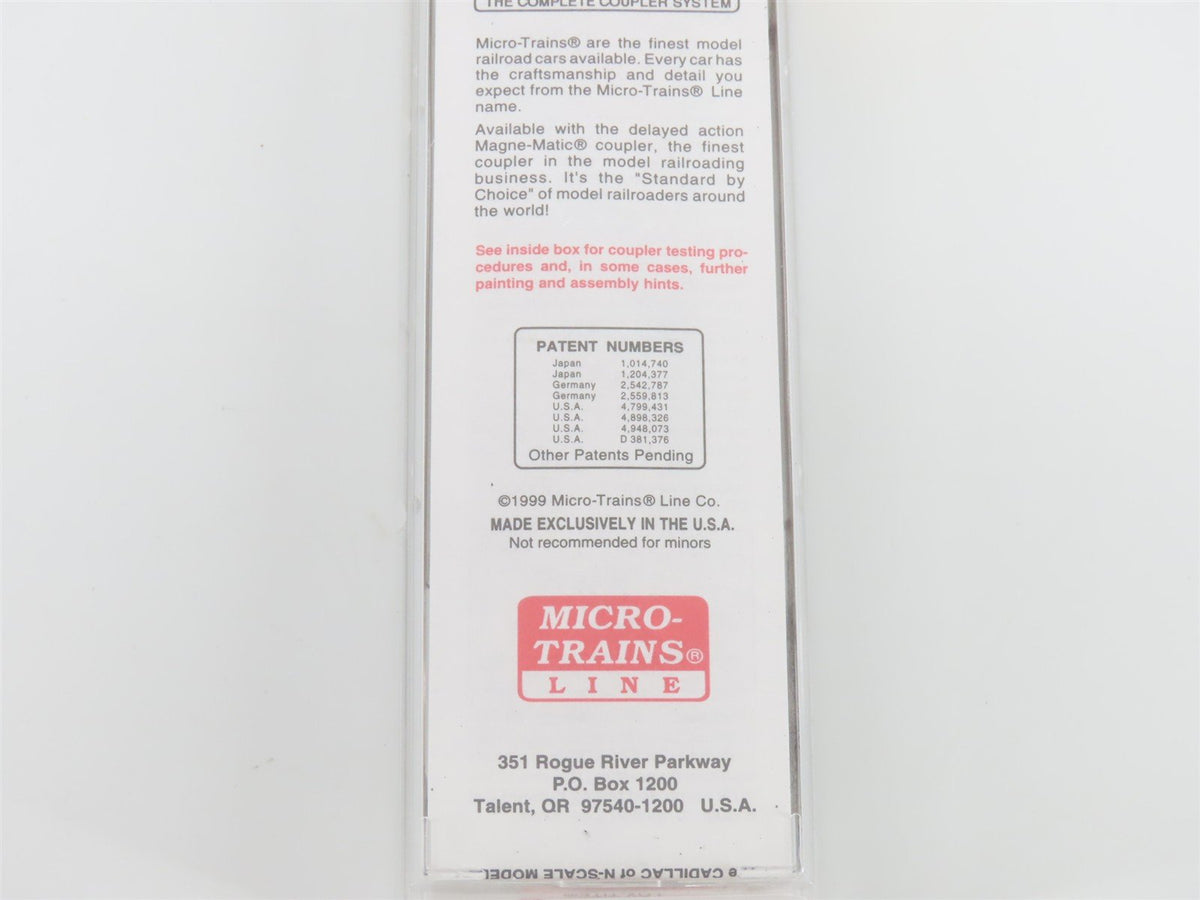 THE COMPLETE COUPLER SYSTEM
Micro-Trains® are the finest model
railroad cars available. Every car has
the craftsmanship and detail you
expect from the Micro-Trains® Line
name.
Available with the delayed action
Magne-Matic® coupler, the finest
coupler in the model railroading
business. It's the "Standard by
Choice" of model railroaders around
the world!
See inside box for coupler testing pro-
cedures and, in some cases, further
painting and assembly hints.
PATENT NUMBERS
Japan 1,014,740
Japan 1,204,377
Germany 2,542,787
Germany 2,559,813
U.S.A. 4,799,431
U.S.A. 4,898,326
U.S.A. 4,948,073
U.S.A. D 381,376
Other Patents Pending
©1999 Micro-Trains® Line Co.
MADE EXCLUSIVELY IN THE U.S.A.
Not recommended for minors
MICRO-
TRAINS®
LINE
351 Rogue River Parkway
P.O. Box 1200
Talent, OR 97540-1200 U.S.A.
e CADILLAC of N-SCALE MODEL